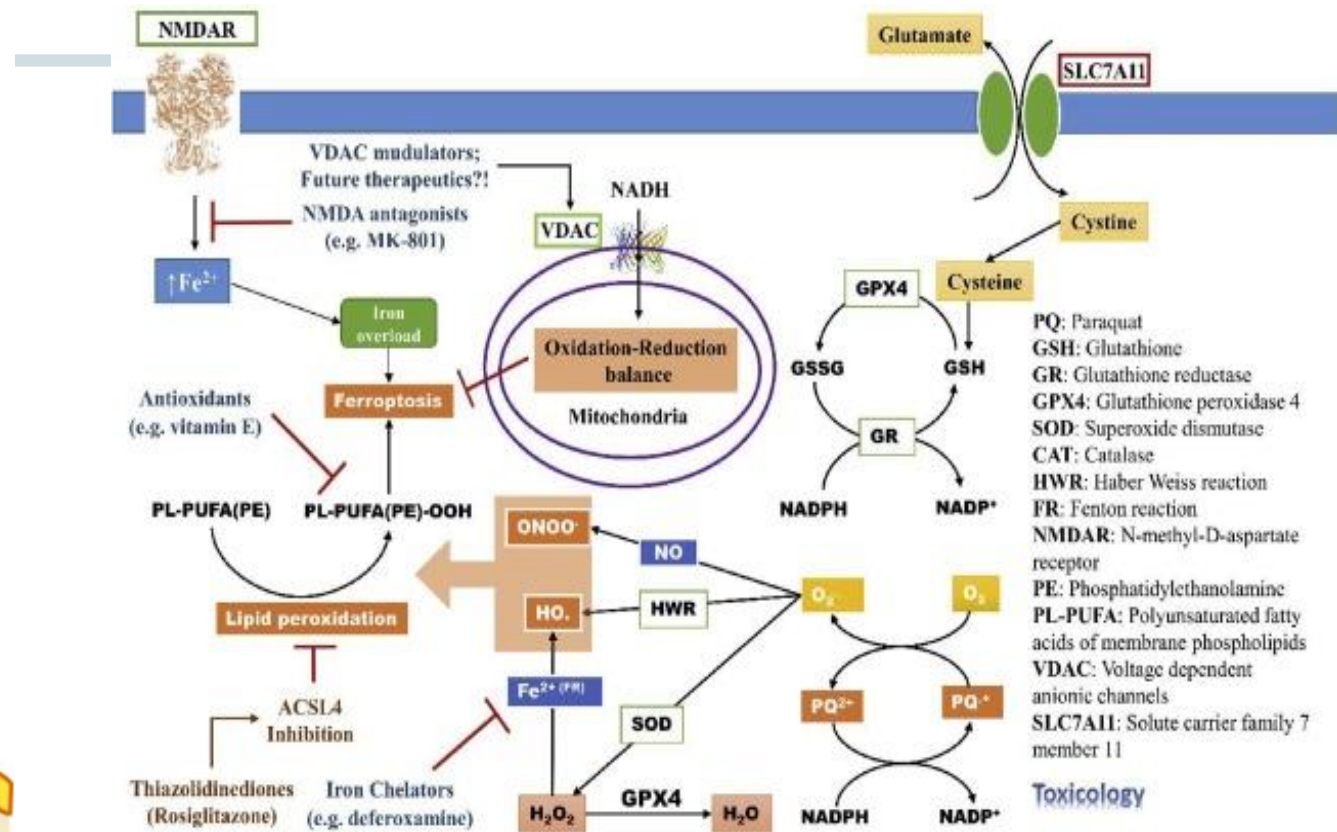 NMDAR
Glutamate
SLC7A11
VDAC mudulators;
Future therapeutics?!
NADH
NMDA antagonists
(e.g. MK-801)
VDAC
Cystine
↑Fe²⁺
GPX4
Cysteine
Iron
overload
Oxidation-Reduction
balance
GSSG
GSH
Ferroptosis
Mitochondria
Antioxidants
(e.g. vitamin E)
GR
PL-PUFA(PE)
PL-PUFA(PE)-OOH
NADPH
NADP⁺
ONOO⁻
NO
HO.
HWR
O₂⁻
O₂
Lipid peroxidation
Fe²⁺ (FR)
PQ²⁺
PQ·⁺
SOD
ACSL4
Inhibition
Thiazolidinediones
(Rosiglitazone)
Iron Chelators
(e.g. deferoxamine)
H₂O₂
GPX4
H₂O
NADPH
NADP⁺
PQ: Paraquat
GSH: Glutathione
GR: Glutathione reductase
GPX4: Glutathione peroxidase 4
SOD: Superoxide dismutase
CAT: Catalase
HWR: Haber Weiss reaction
FR: Fenton reaction
NMDAR: N-methyl-D-aspartate
receptor
PE: Phosphatidylethanolamine
PL-PUFA: Polyunsaturated fatty
acids of membrane phospholipids
VDAC: Voltage dependent
anionic channels
SLC7A11: Solute carrier family 7
member 11
Toxicology